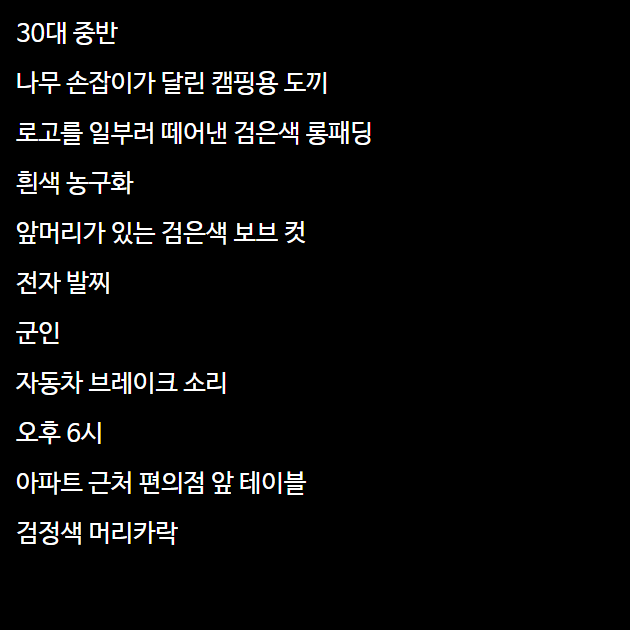 30대 중반
나무 손잡이가 달린 캠핑용 도끼
로고를 일부러 떼어낸 검은색 롱패딩
흰색 농구화
앞머리가 있는 검은색 보브 컷
전자 발찌
군인
자동차 브레이크 소리
오후 6시
아파트 근처 편의점 앞 테이블
검정색 머리카락